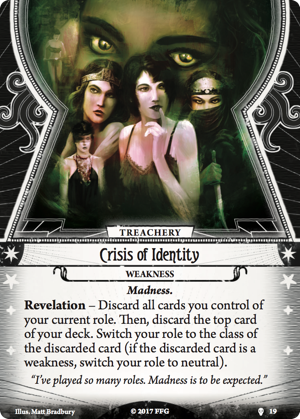 TREACHERY
Crisis of Identity
WEAKNESS
Madness.
Revelation – Discard all cards you control of
your current role. Then, discard the top card
of your deck. Switch your role to the class of
the discarded card (if the discarded card is a
weakness, switch your role to neutral).
“I’ve played so many roles. Madness is to be expected.”
Illus. Matt Bradbury
© 2017 FFG
19